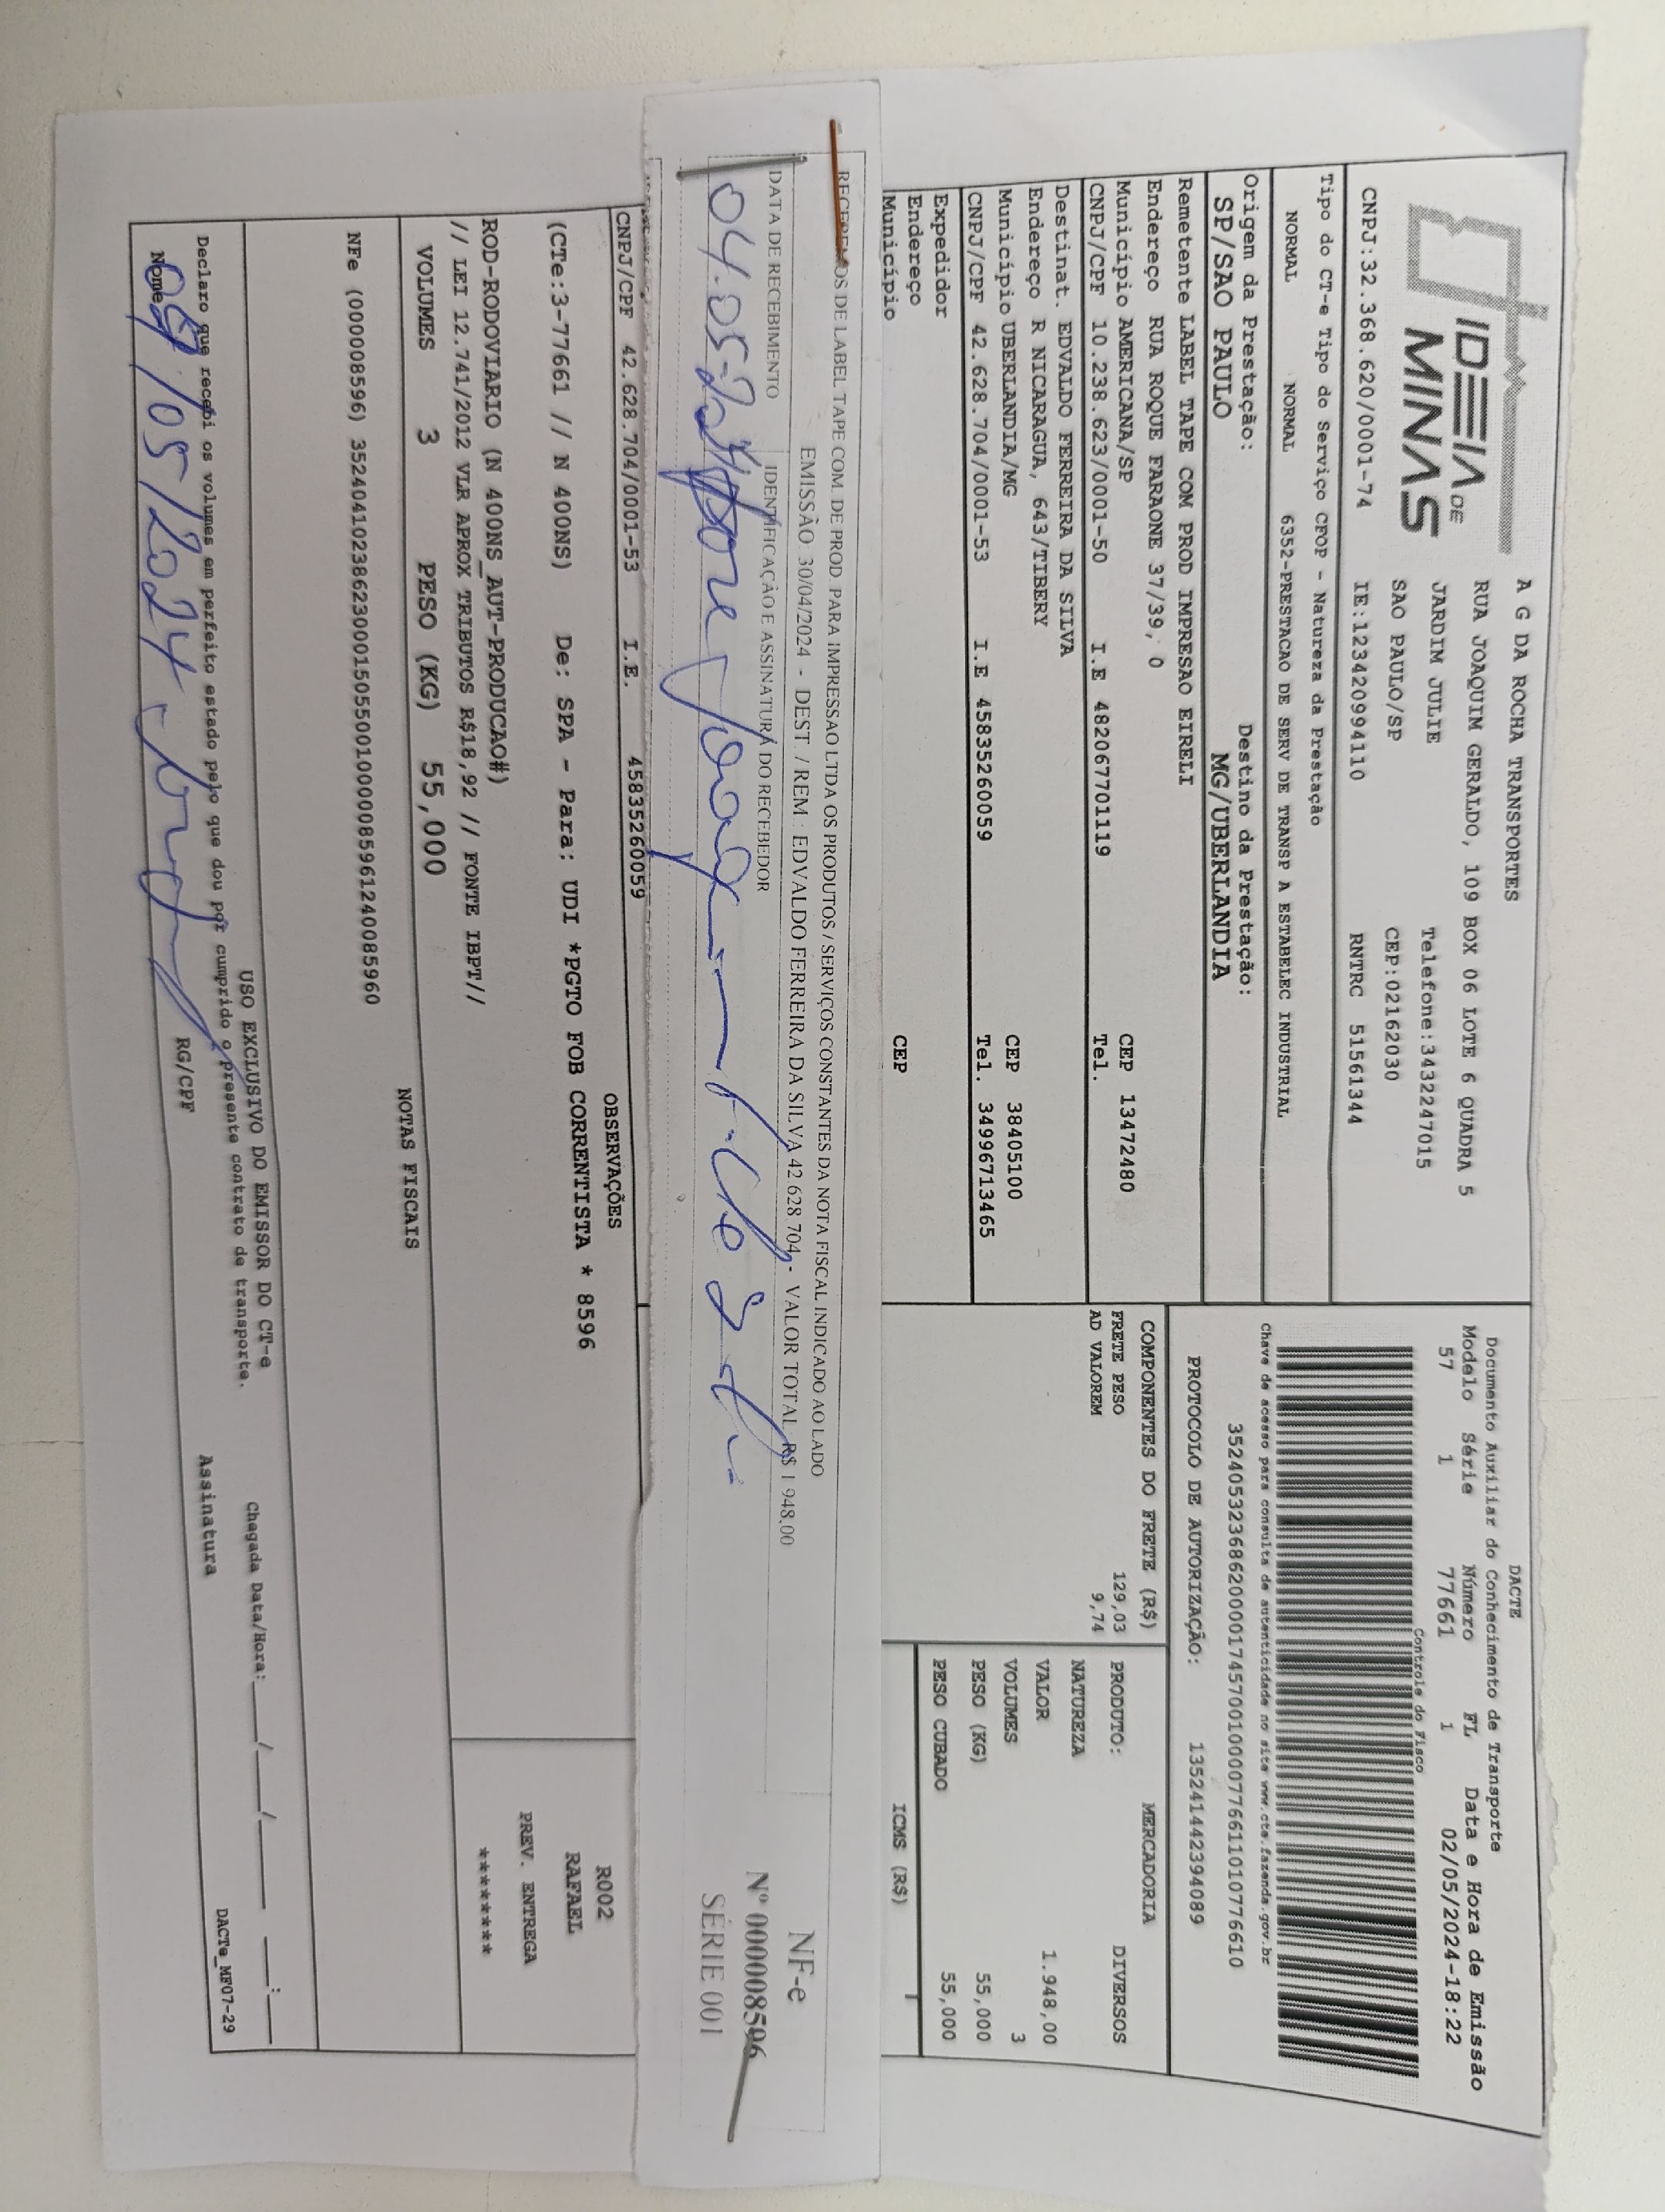 IDEIA DE
MINAS
A G DA ROCHA TRANSPORTES
RUA JOAQUIM GERALDO, 109 BOX 06 LOTE 6 QUADRA 5
JARDIM JULIE Telefone:3432247015
SAO PAULO/SP CEP:02162030
CNPJ:32.368.620/0001-74 IE:123420994110 RNTRC 51561344
DACTE
Documento Auxiliar do Conhecimento de Transporte
Modelo Série Número FL Data e Hora de Emissão
57 1 77661 1 02/05/2024-18:22
Controle do Fisco
Chave de acesso para consulta de autenticidade no site www.cte.fazenda.gov.br
35240532368620000174570010000776611010776610
PROTOCOLO DE AUTORIZAÇÃO: 135241442394089
Tipo do CT-e Tipo do Serviço CFOP - Natureza da Prestação
NORMAL NORMAL 6352-PRESTACAO DE SERV DE TRANSP A ESTABELEC INDUSTRIAL
Origem da Prestação: Destino da Prestação:
SP/SAO PAULO MG/UBERLANDIA
Remetente LABEL TAPE COM PROD IMPRESAO EIRELI
Endereço RUA ROQUE FARAONE 37/39, 0
Município AMERICANA/SP CEP 13472480
CNPJ/CPF 10.238.623/0001-50 I.E 482067701119 Tel.
Destinat. EDVALDO FERREIRA DA SILVA
Endereço R NICARAGUA, 643/TIBERY
Município UBERLANDIA/MG CEP 38405100
CNPJ/CPF 42.628.704/0001-53 I.E 45835260059 Tel. 34996713465
Expedidor
Endereço
Município CEP
COMPONENTES DO FRETE (R$)
FRETE PESO 129,03
AD VALOREM 9,74
MERCADORIA
PRODUTO: DIVERSOS
NATUREZA
VALOR 1.948,00
VOLUMES 3
PESO (KG) 55,000
PESO CUBADO 55,000
ICMS (R$)
RECEBEMOS DE LABEL TAPE COM. DE PROD. PARA IMPRESSAO LTDA OS PRODUTOS / SERVIÇOS CONSTANTES DA NOTA FISCAL INDICADO AO LADO
EMISSÃO: 30/04/2024 - DEST. / REM.: EDVALDO FERREIRA DA SILVA 42 628 704 - VALOR TOTAL: R$ 1.948,00
DATA DE RECEBIMENTO IDENTIFICAÇÃO E ASSINATURA DO RECEBEDOR
NF-e
Nº 000008596
SÉRIE 001
CNPJ/CPF 42.628.704/0001-53 I.E. 45835260059
OBSERVAÇÕES
(CTe:3-77661 // N 400NS) De: SPA - Para: UDI *PGTO FOB CORRENTISTA * 8596
ROD-RODOVIARIO (N 400NS_AUT-PRODUCAO#)
// LEI 12.741/2012 VLR APROX TRIBUTOS R$18,92 // FONTE IBPT//
R002
RAFAEL
PREV. ENTREGA
********
VOLUMES 3 PESO (KG) 55,000
NOTAS FISCAIS
NFe (000008596) 35240410238623000150550010000085961240085960
USO EXCLUSIVO DO EMISSOR DO CT-e
Declaro que recebi os volumes em perfeito estado pelo que dou por cumprido o presente contrato de transporte.
Chegada Data/Hora: ___/___/_____ ___:___
Nome RG/CPF Assinatura
/05/2024
DACTe_MF07-29